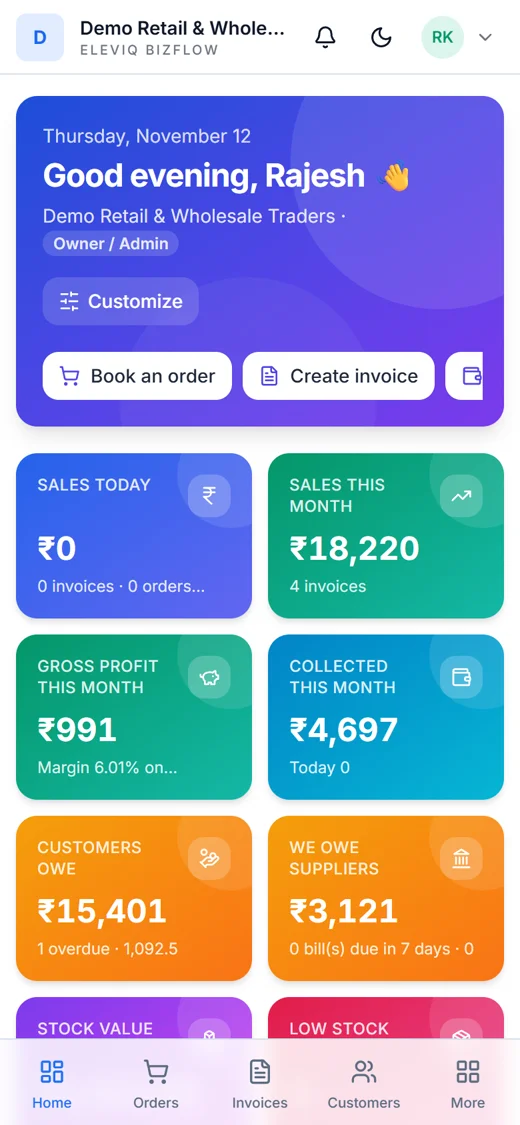 D
Demo Retail & Whole...
ELEVIQ BIZFLOW
RK
Thursday, November 12
Good evening, Rajesh 👋
Demo Retail & Wholesale Traders ·
Owner / Admin
Customize
Book an order
Create invoice
SALES TODAY
₹
₹0
0 invoices · 0 orders...
SALES THIS
MONTH
₹18,220
4 invoices
GROSS PROFIT
THIS MONTH
₹991
Margin 6.01% on...
COLLECTED
THIS MONTH
₹4,697
Today 0
CUSTOMERS
OWE
₹15,401
1 overdue · 1,092.5
WE OWE
SUPPLIERS
₹3,121
0 bill(s) due in 7 days · 0
STOCK VALUE
LOW STOCK
Home
Orders
Invoices
Customers
More